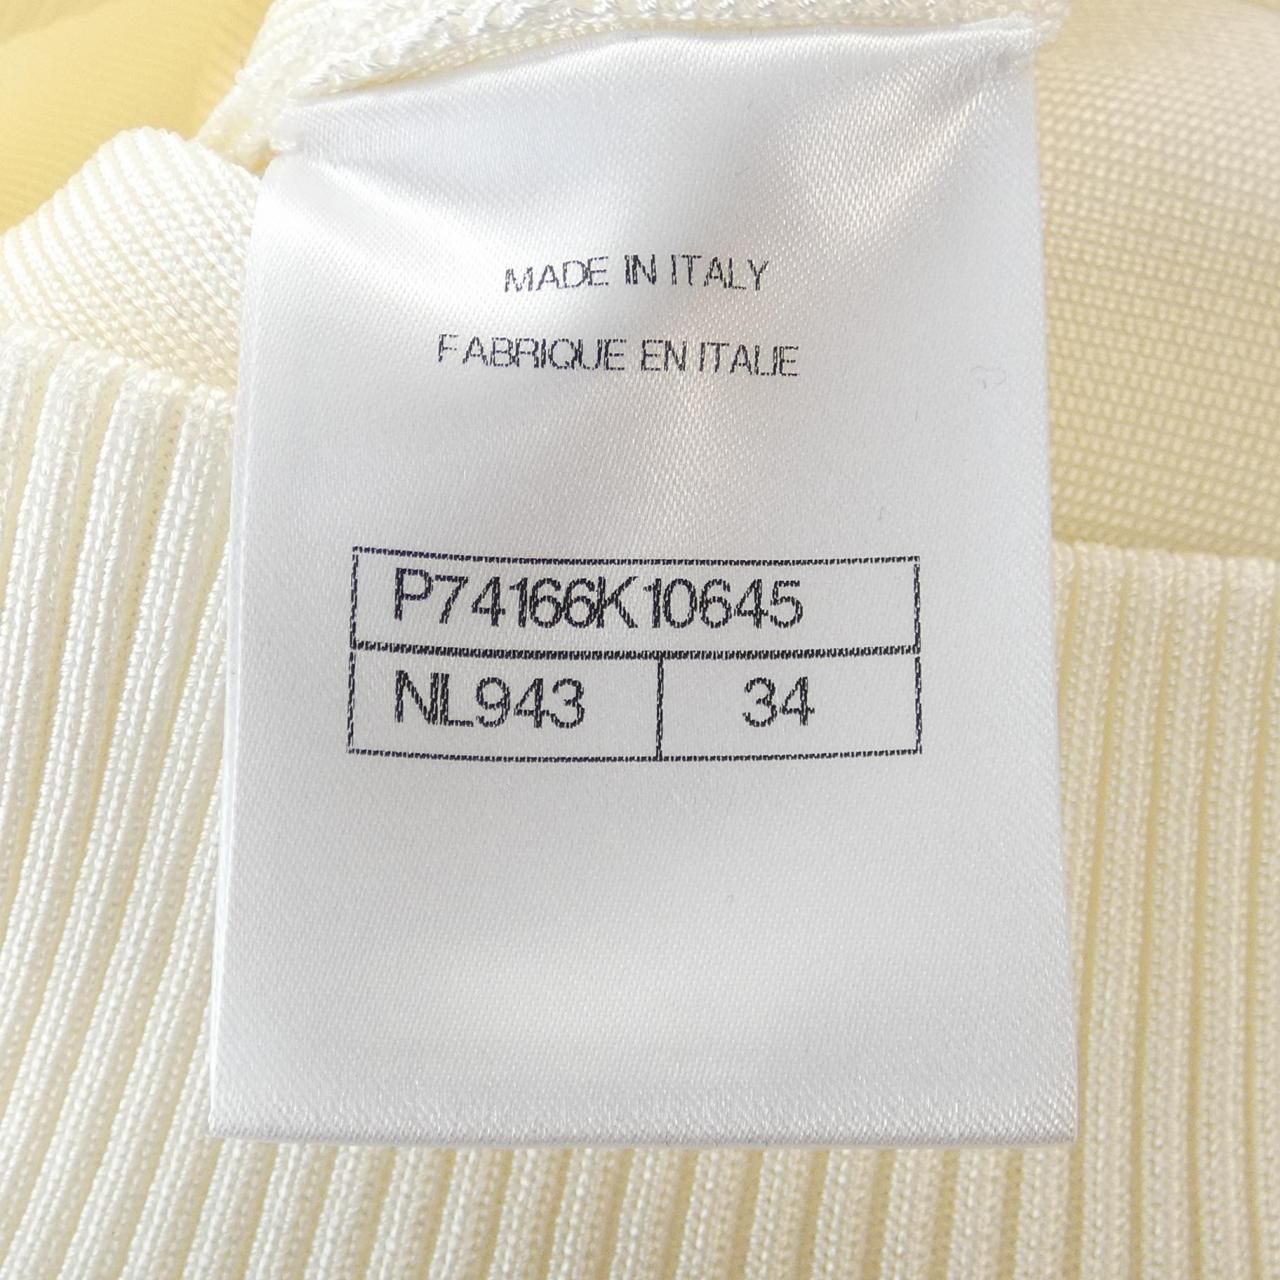 MADE IN ITALY
FABRIQUE EN ITALIE
P74166K10645
NL943 34